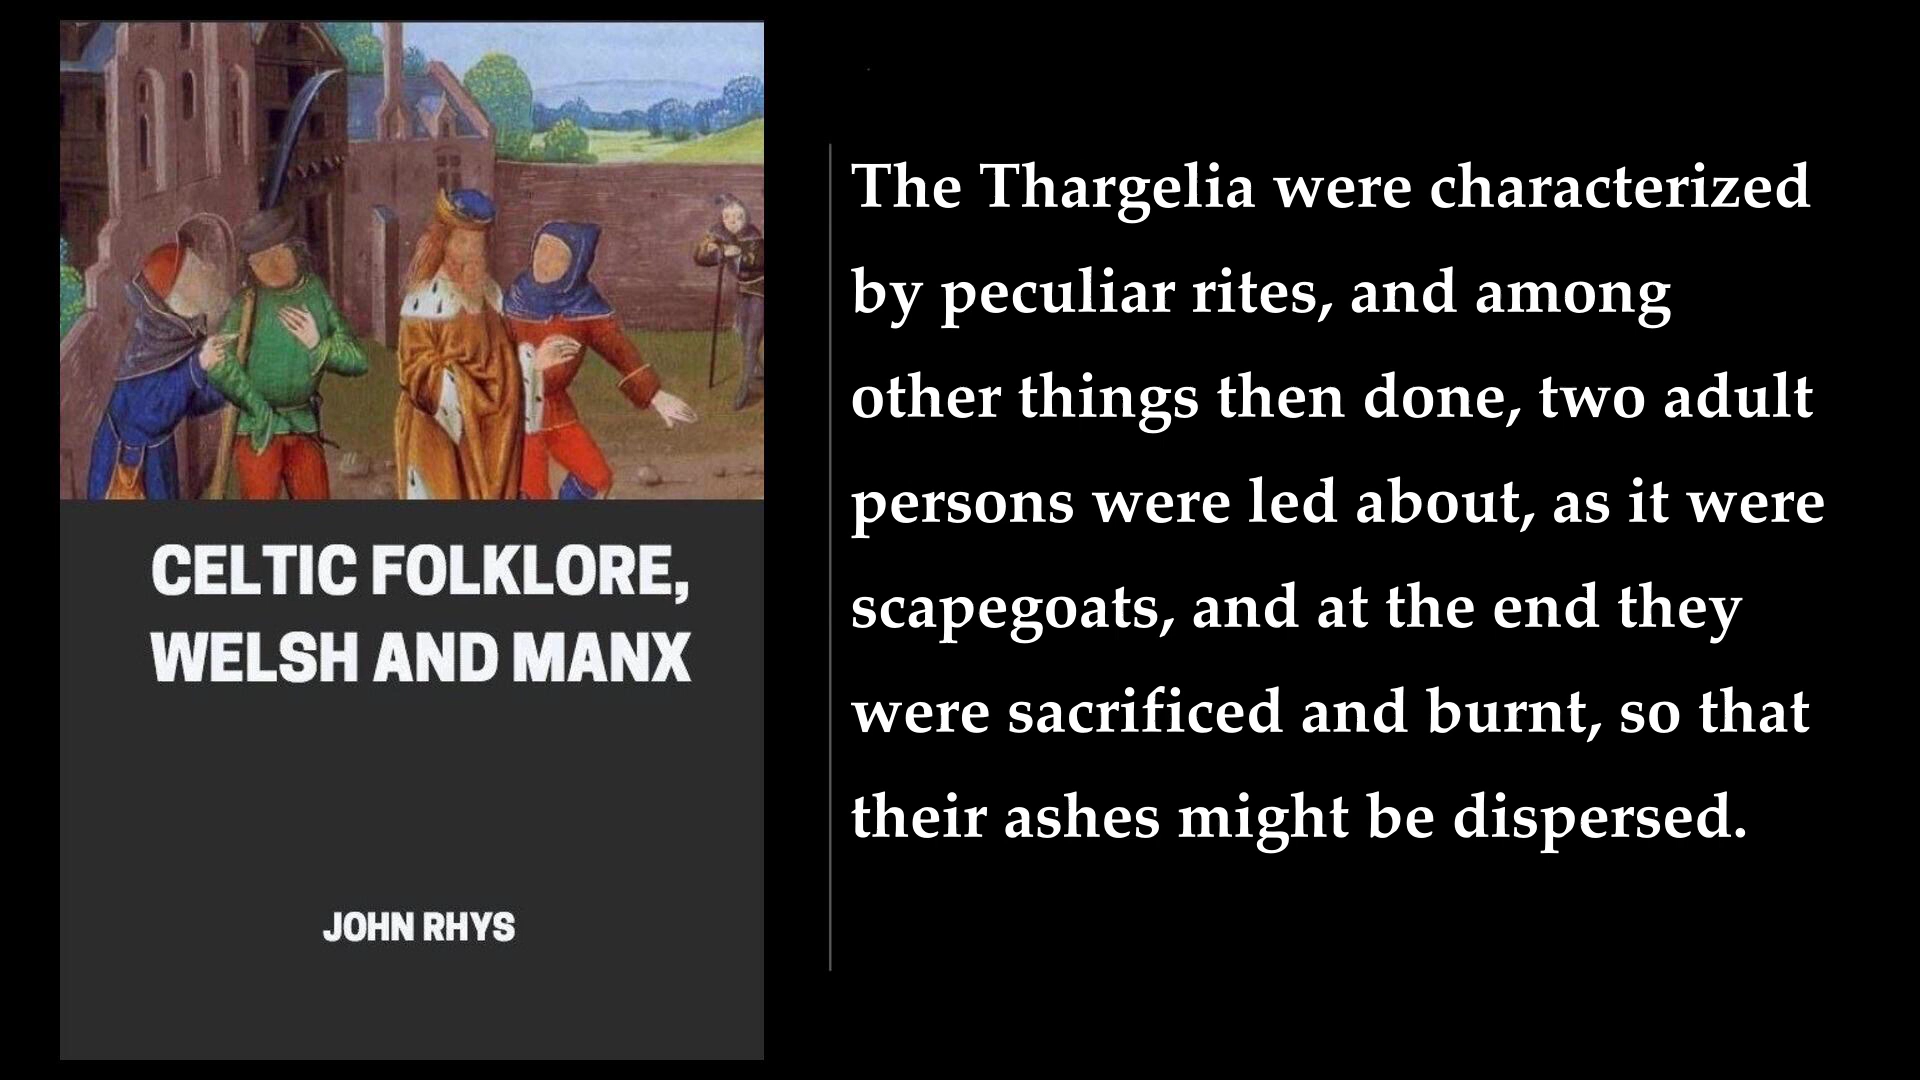 CELTIC FOLKLORE,
WELSH AND MANX
JOHN RHYS
The Thargelia were characterized
by peculiar rites, and among
other things then done, two adult
persons were led about, as it were
scapegoats, and at the end they
were sacrificed and burnt, so that
their ashes might be dispersed.